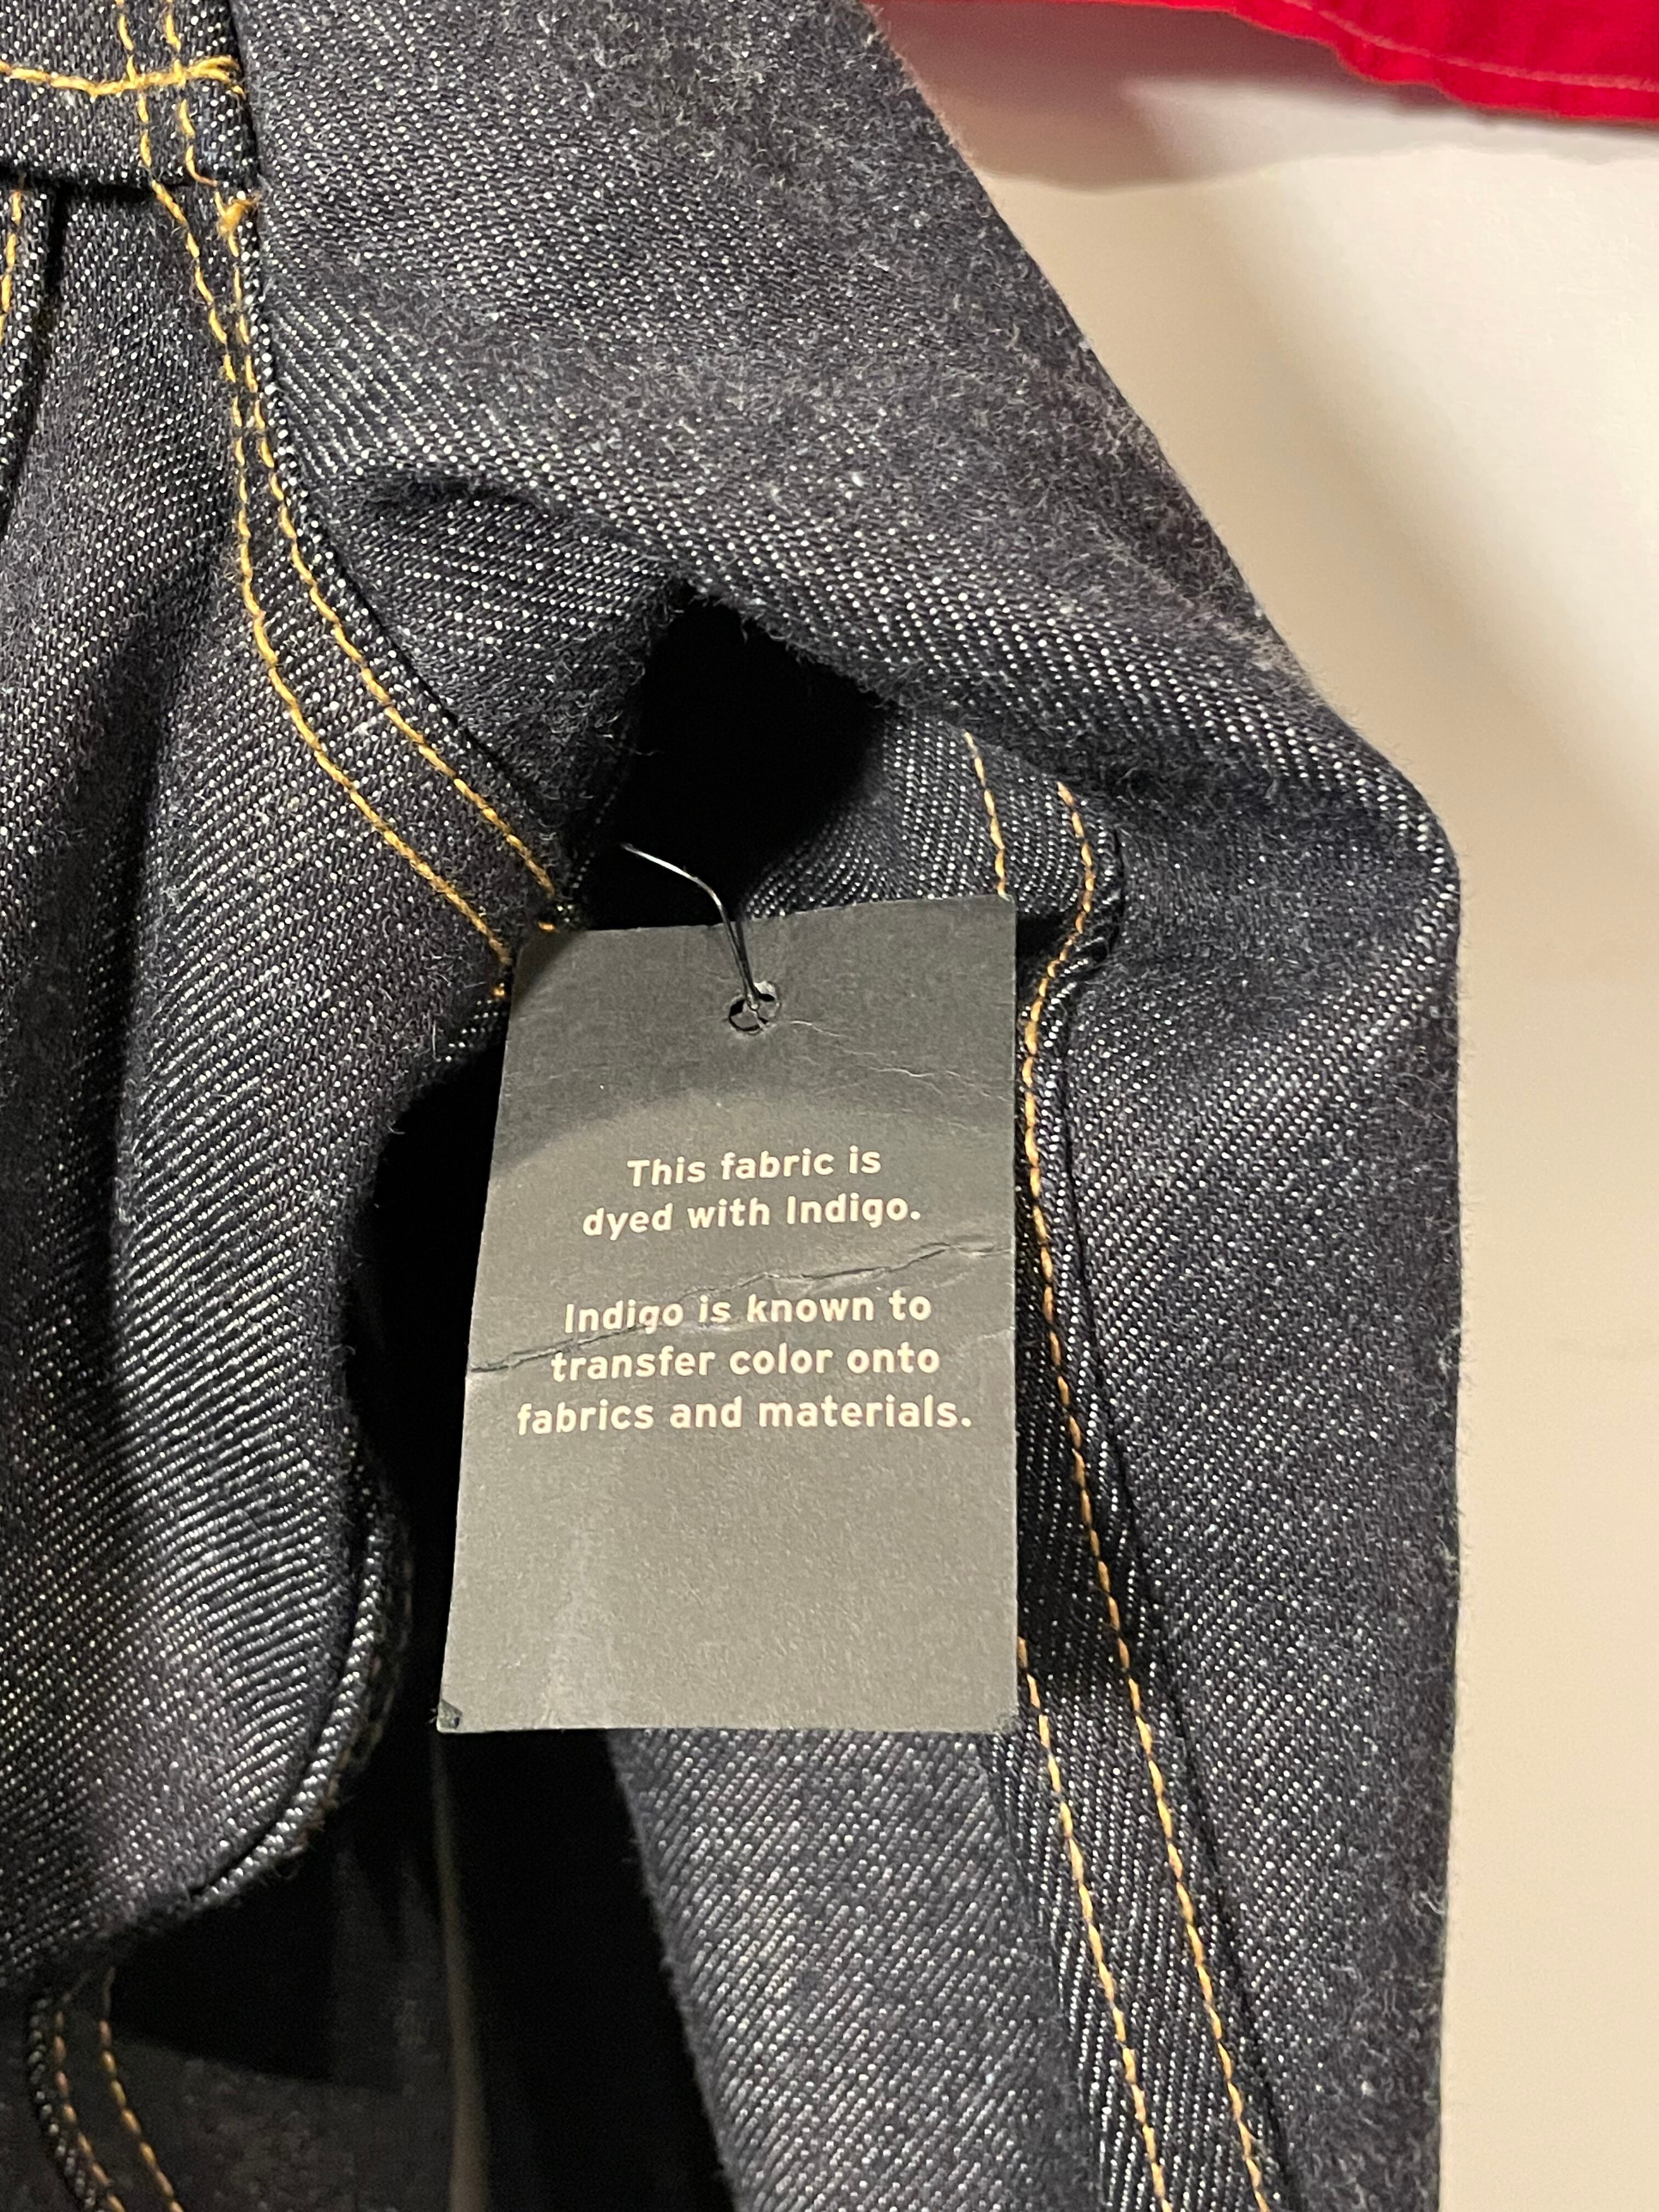 This fabric is
dyed with Indigo.
Indigo is known to
transfer color onto
fabrics and materials.